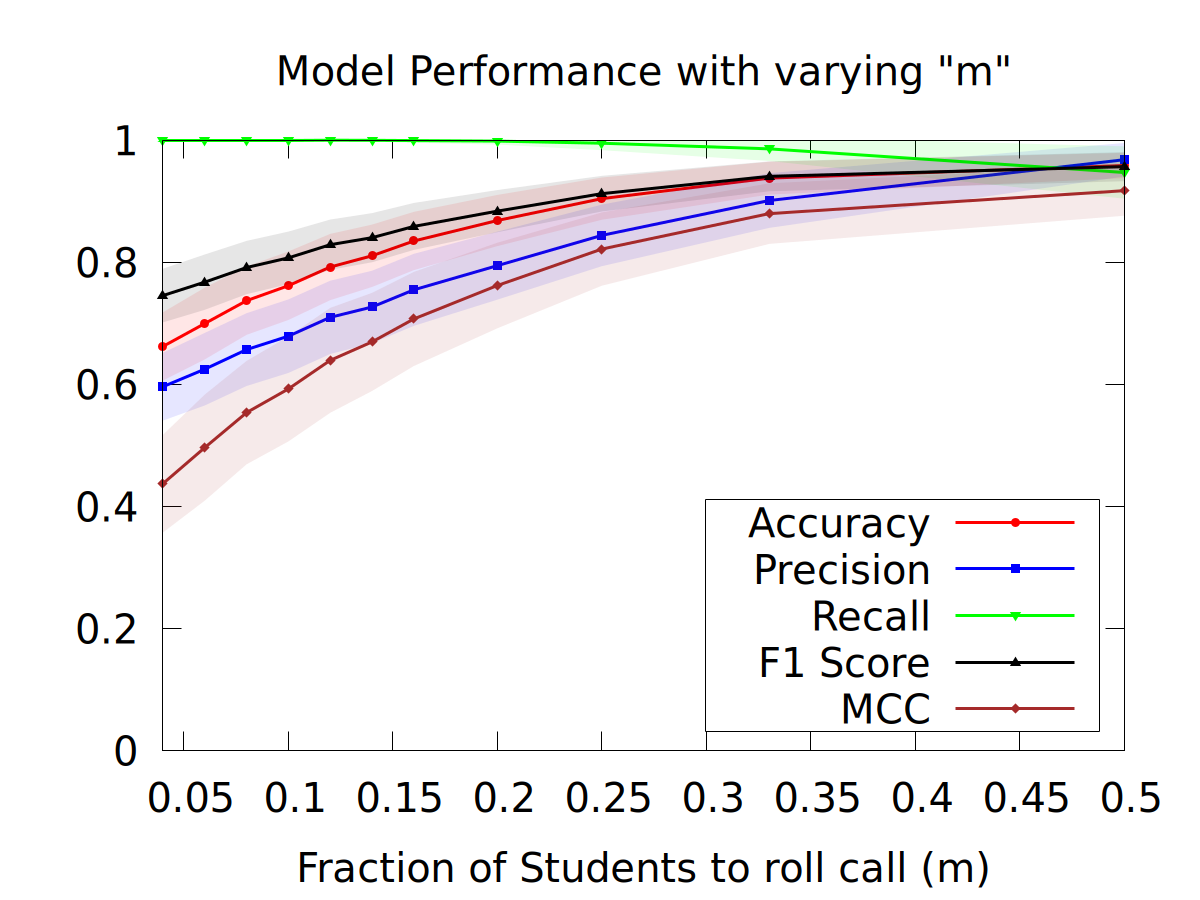 Model Performance with varying "m"
1
0.8
0.6
0.4
0.2
0
Accuracy
Precision
Recall
F1 Score
MCC
0.05 0.1 0.15 0.2 0.25 0.3 0.35 0.4 0.45 0.5
Fraction of Students to roll call (m)